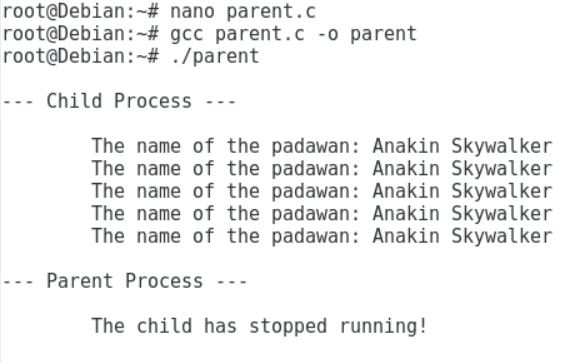 root@Debian:~# nano parent.c
root@Debian:~# gcc parent.c -o parent
root@Debian:~# ./parent
--- Child Process ---
The name of the padawan: Anakin Skywalker
The name of the padawan: Anakin Skywalker
The name of the padawan: Anakin Skywalker
The name of the padawan: Anakin Skywalker
The name of the padawan: Anakin Skywalker
--- Parent Process ---
The child has stopped running!